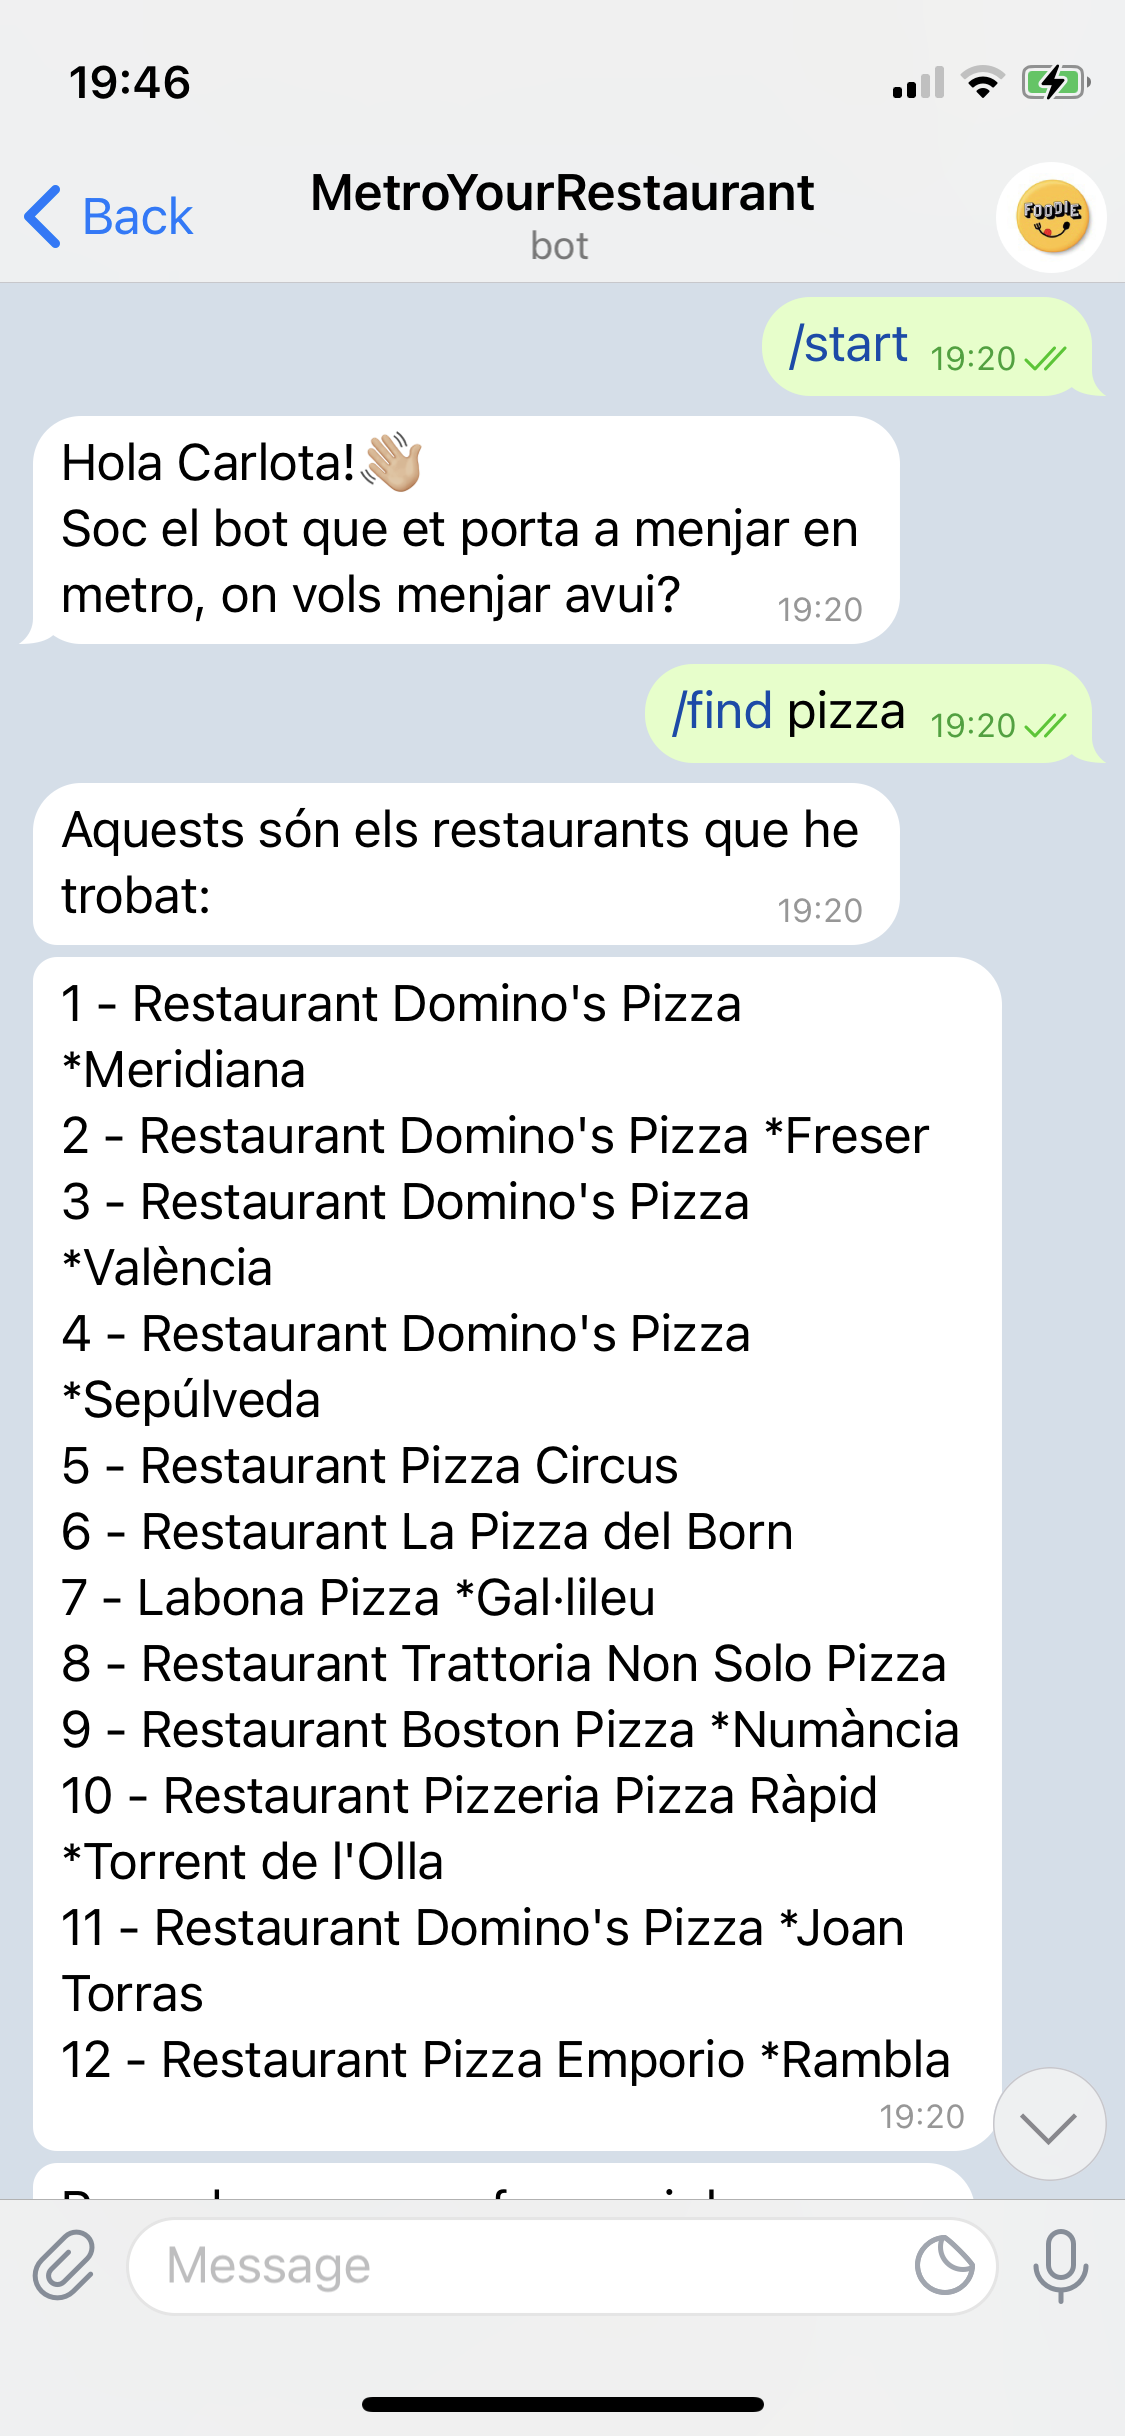 19:46
Back
MetroYourRestaurant
bot
FOODIE
/start 19:20
Hola Carlota!👋🏼
Soc el bot que et porta a menjar en
metro, on vols menjar avui? 19:20
/find pizza 19:20
Aquests són els restaurants que he
trobat: 19:20
1 - Restaurant Domino's Pizza
*Meridiana
2 - Restaurant Domino's Pizza *Freser
3 - Restaurant Domino's Pizza
*València
4 - Restaurant Domino's Pizza
*Sepúlveda
5 - Restaurant Pizza Circus
6 - Restaurant La Pizza del Born
7 - Labona Pizza *Gal·lileu
8 - Restaurant Trattoria Non Solo Pizza
9 - Restaurant Boston Pizza *Numància
10 - Restaurant Pizzeria Pizza Ràpid
*Torrent de l'Olla
11 - Restaurant Domino's Pizza *Joan
Torras
12 - Restaurant Pizza Emporio *Rambla
19:20
Message